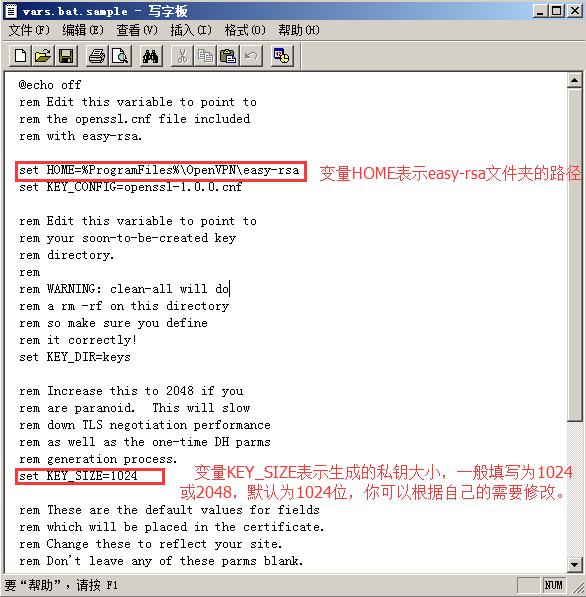 vars.bat.sample - 写字板
文件(F) 编辑(E) 查看(V) 插入(I) 格式(O) 帮助(H)
@echo off
rem Edit this variable to point to
rem the openssl.cnf file included
rem with easy-rsa.
set HOME=%ProgramFiles%\OpenVPN\easy-rsa
变量HOME表示easy-rsa文件夹的路径
set KEY_CONFIG=openssl-1.0.0.cnf
rem Edit this variable to point to
rem your soon-to-be-created key
rem directory.
rem
rem WARNING: clean-all will do
rem a rm -rf on this directory
rem so make sure you define
rem it correctly!
set KEY_DIR=keys
rem Increase this to 2048 if you
rem are paranoid.  This will slow
rem down TLS negotiation performance
rem as well as the one-time DH parms
rem generation process.
set KEY_SIZE=1024
变量KEY_SIZE表示生成的私钥大小，一般填写为1024
或2048，默认为1024位，你可以根据自己的需要修改。
rem These are the default values for fields
rem which will be placed in the certificate.
rem Change these to reflect your site.
rem Don't leave any of these parms blank.
要“帮助”，请按 F1
NUM